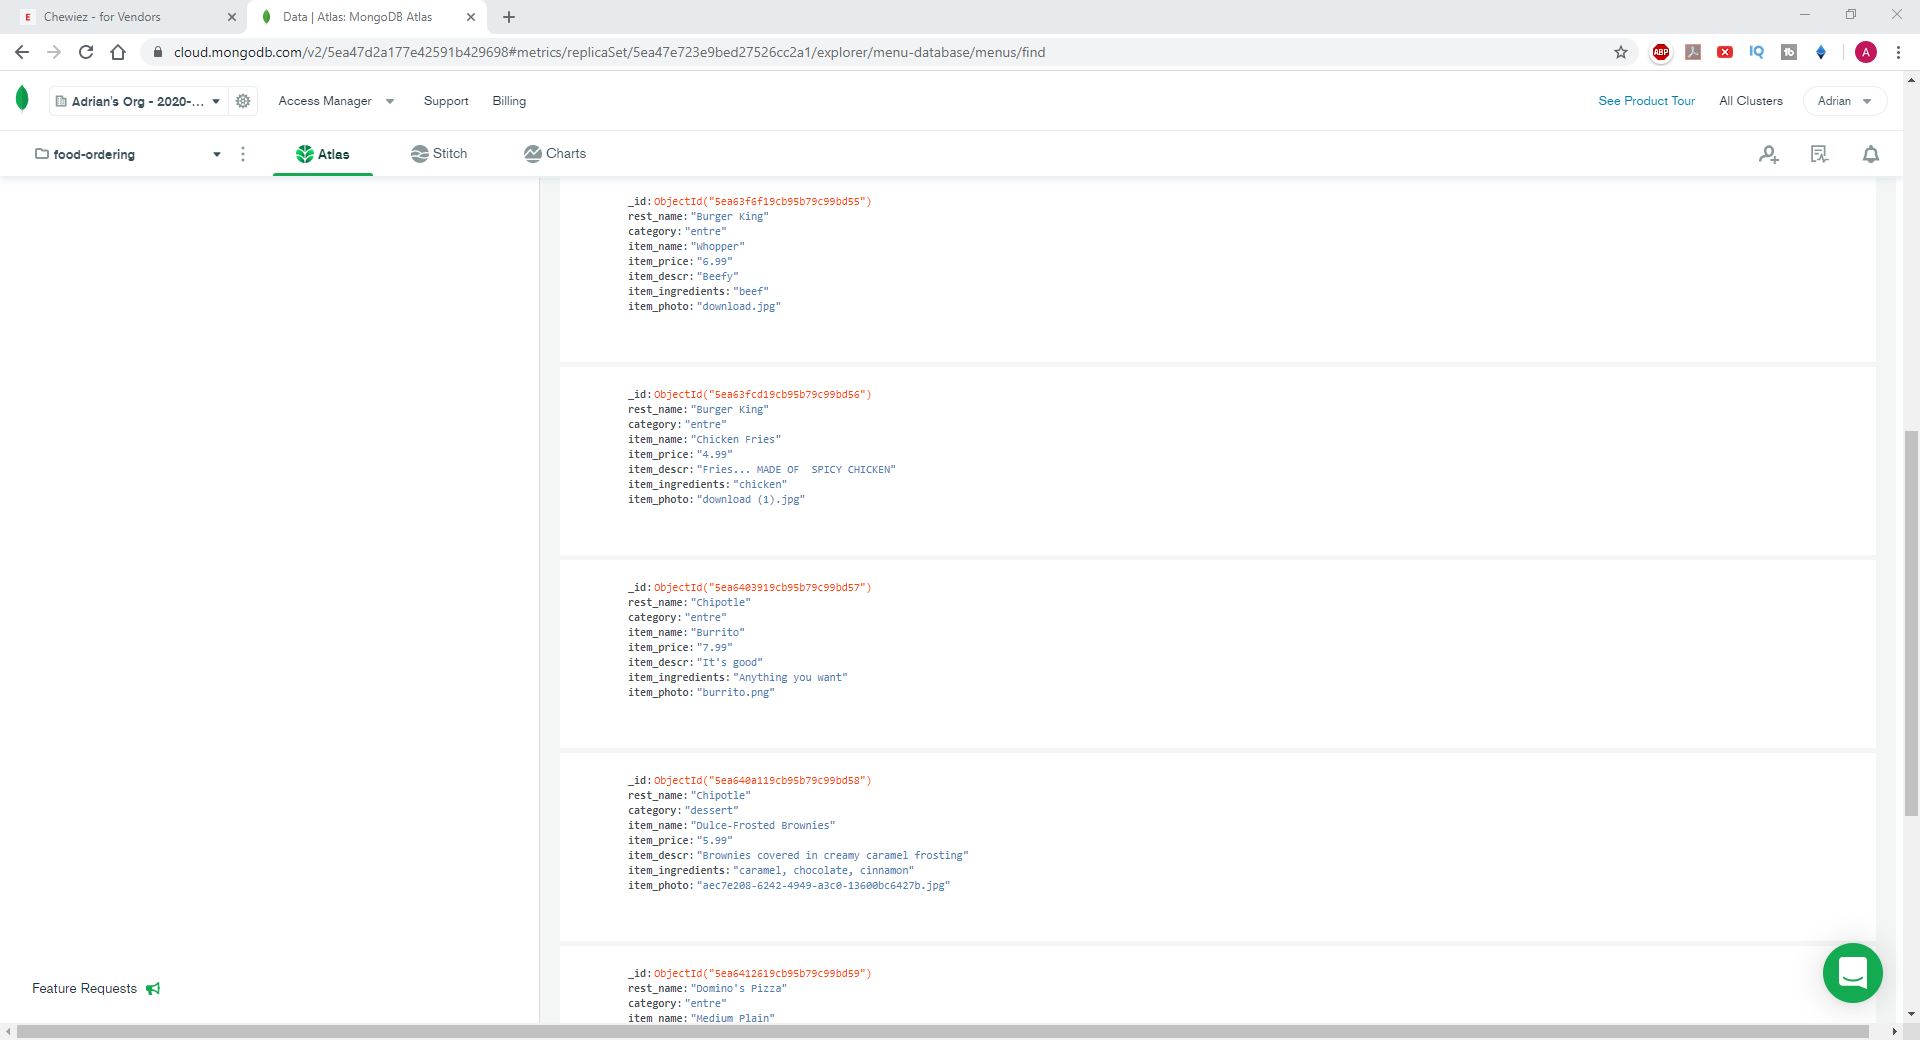 Chewiez - for Vendors
Data | Atlas: MongoDB Atlas
cloud.mongodb.com/v2/5ea47d2a177e42591b429698#metrics/replicaSet/5ea47e723e9bed27526cc2a1/explorer/menu-database/menus/find
ABP
IQ
A
Adrian's Org - 2020-...
Access Manager
Support
Billing
See Product Tour
All Clusters
Adrian
food-ordering
Atlas
Stitch
Charts
_id: ObjectId("5ea63f6f19cb95b79c99bd55")
rest_name: "Burger King"
category: "entre"
item_name: "Whopper"
item_price: "6.99"
item_descr: "Beefy"
item_ingredients: "beef"
item_photo: "download.jpg"
_id: ObjectId("5ea63fcd19cb95b79c99bd56")
rest_name: "Burger King"
category: "entre"
item_name: "Chicken Fries"
item_price: "4.99"
item_descr: "Fries... MADE OF  SPICY CHICKEN"
item_ingredients: "chicken"
item_photo: "download (1).jpg"
_id: ObjectId("5ea6403919cb95b79c99bd57")
rest_name: "Chipotle"
category: "entre"
item_name: "Burrito"
item_price: "7.99"
item_descr: "It's good"
item_ingredients: "Anything you want"
item_photo: "burrito.png"
_id: ObjectId("5ea640a119cb95b79c99bd58")
rest_name: "Chipotle"
category: "dessert"
item_name: "Dulce-Frosted Brownies"
item_price: "5.99"
item_descr: "Brownies covered in creamy caramel frosting"
item_ingredients: "caramel, chocolate, cinnamon"
item_photo: "aec7e208-6242-4949-a3c0-13600bc6427b.jpg"
_id: ObjectId("5ea6412619cb95b79c99bd59")
rest_name: "Domino's Pizza"
category: "entre"
item_name: "Medium Plain"
Feature Requests